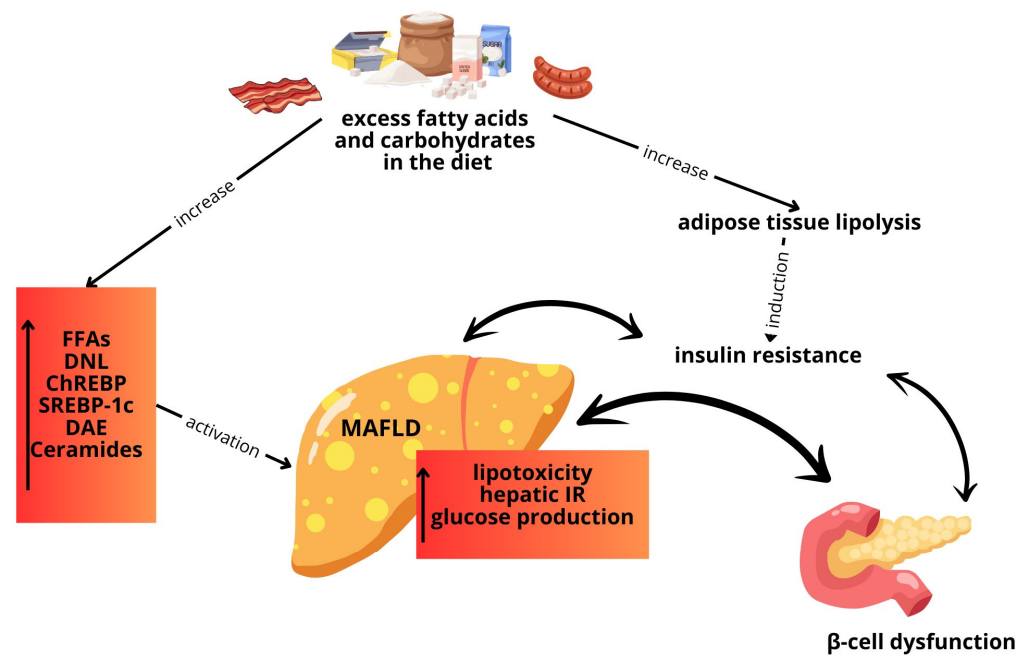 SUGAR
excess fatty acids
and carbohydrates
in the diet
increase
increase
adipose tissue lipolysis
induction
insulin resistance
FFAs
DNL
ChREBP
SREBP-1c
DAE
Ceramides
activation
MAFLD
lipotoxicity
hepatic IR
glucose production
β-cell dysfunction